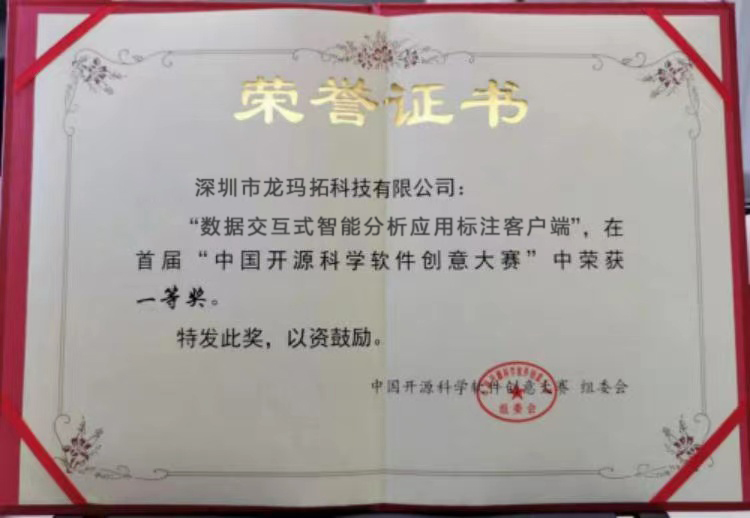 荣誉证书
深圳市龙玛拓科技有限公司：
“数据交互式智能分析应用标注客户端”，在
首届“中国开源科学软件创意大赛”中荣获
一等奖。
特发此奖，以资鼓励。
中国开源科学软件创意大赛 组委会
组委会